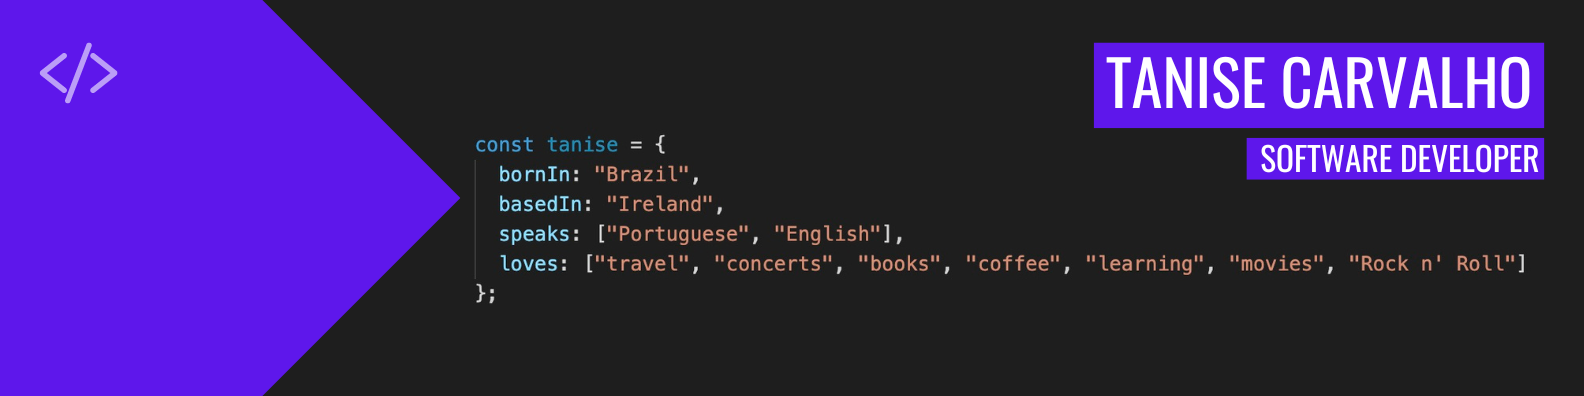 </>
TANISE CARVALHO
SOFTWARE DEVELOPER
const tanise = {
  bornIn: "Brazil",
  basedIn: "Ireland",
  speaks: ["Portuguese", "English"],
  loves: ["travel", "concerts", "books", "coffee", "learning", "movies", "Rock n' Roll"]
};